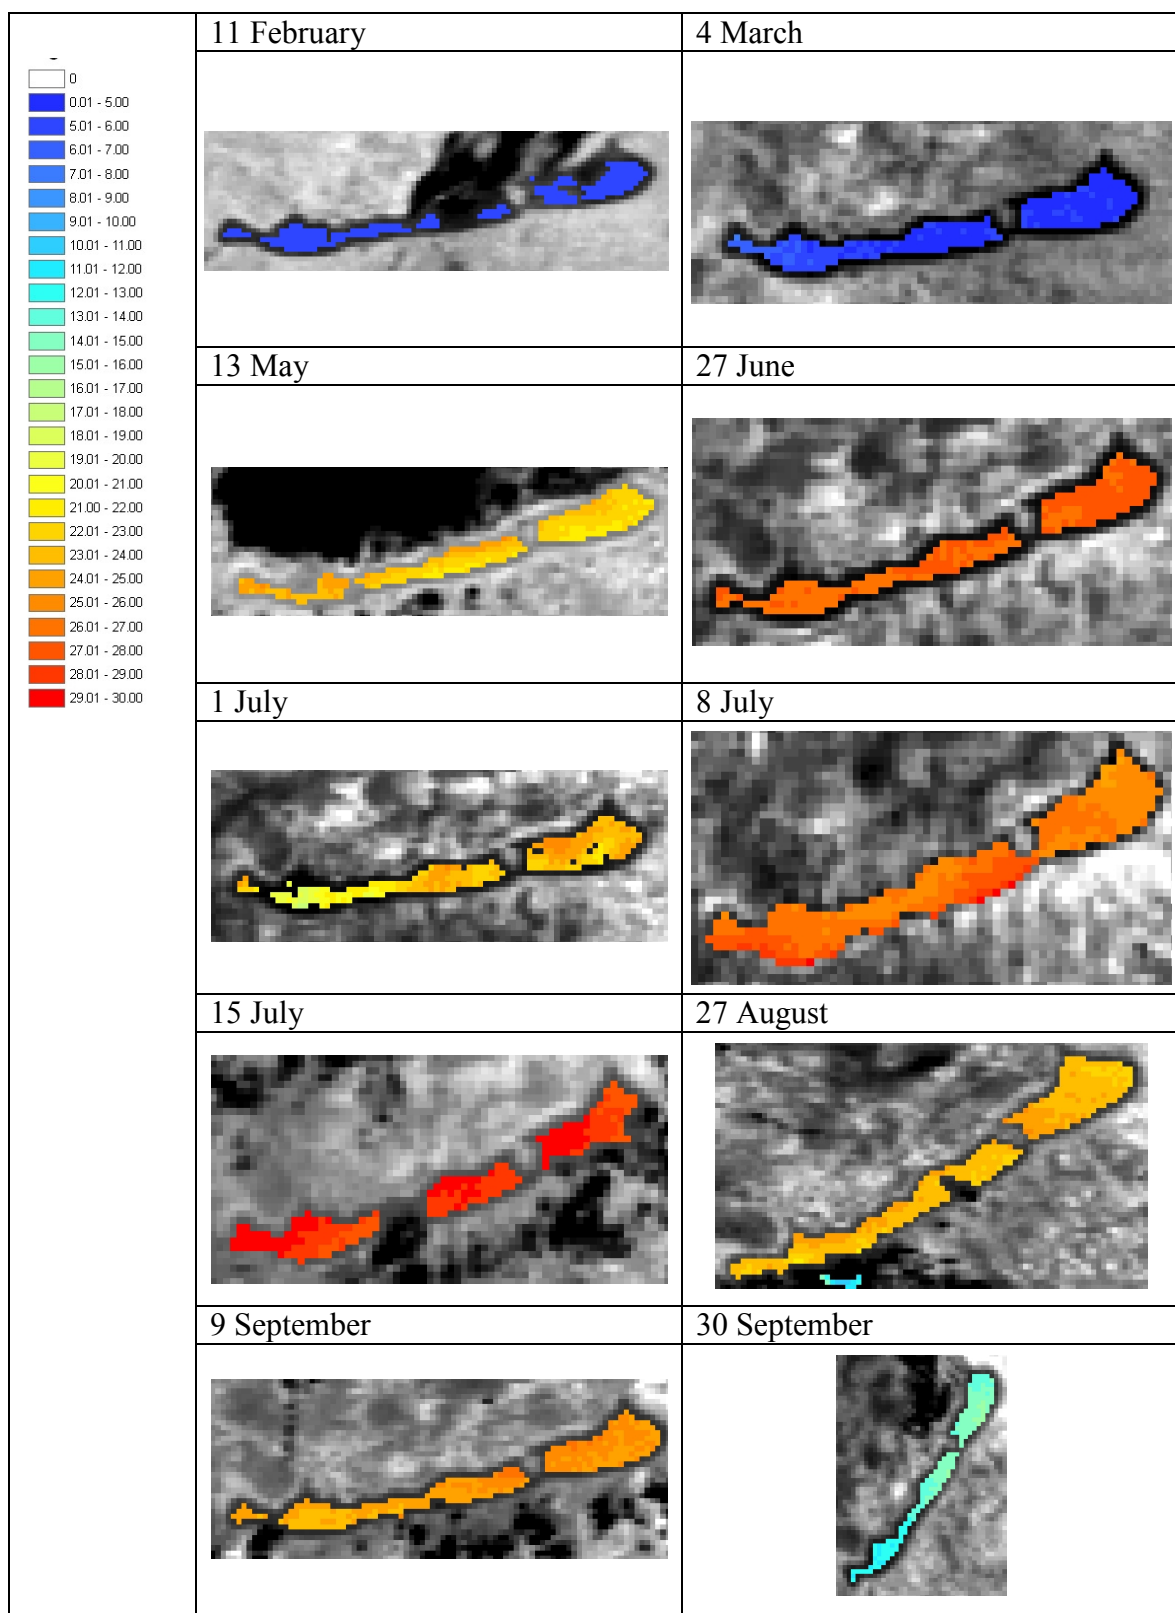 11 February
4 March
0
0.01 - 5.00
5.01 - 6.00
6.01 - 7.00
7.01 - 8.00
8.01 - 9.00
9.01 - 10.00
10.01 - 11.00
11.01 - 12.00
12.01 - 13.00
13.01 - 14.00
14.01 - 15.00
15.01 - 16.00
16.01 - 17.00
17.01 - 18.00
18.01 - 19.00
19.01 - 20.00
20.01 - 21.00
21.00 - 22.00
22.01 - 23.00
23.01 - 24.00
24.01 - 25.00
25.01 - 26.00
26.01 - 27.00
27.01 - 28.00
28.01 - 29.00
29.01 - 30.00
13 May
27 June
1 July
8 July
15 July
27 August
9 September
30 September